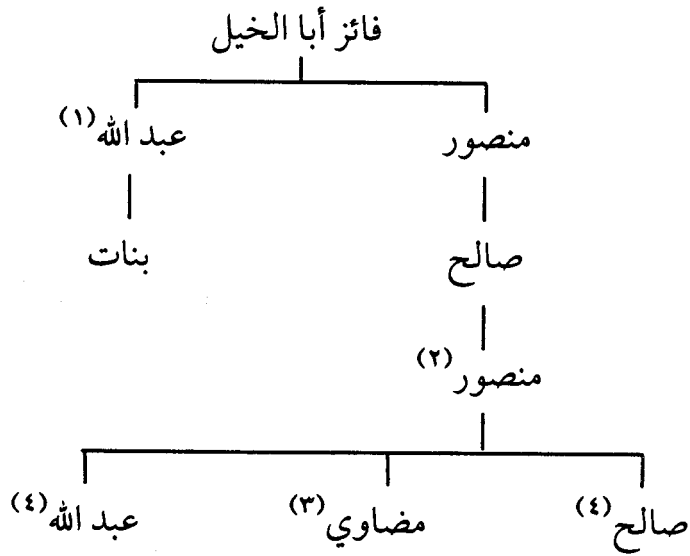 فائز أبا الخيل
منصور
عبد الله (١)
صالح
بنات
منصور (٢)
صالح (٤)
مضاوي (٣)
عبد الله (٤)